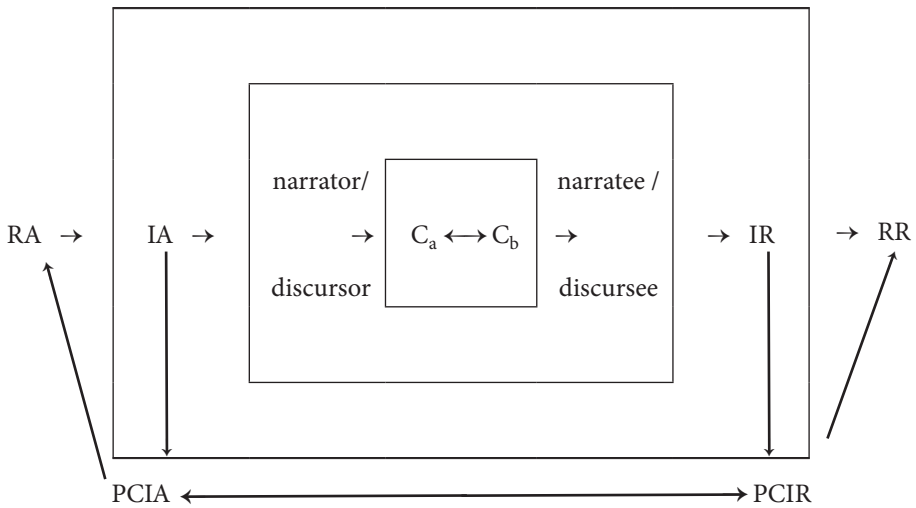 narrator/ narratee /
RA → IA → → Cₐ ⟷ C_b → → IR → RR
discursor discursee
PCIA ⟷ PCIR